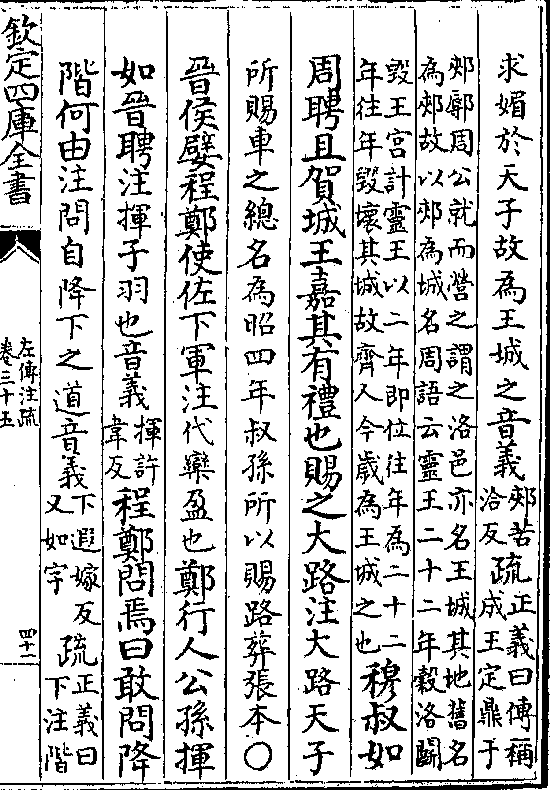 求媚於天子故為王城之音義郟苦洽反疏正義曰傳稱成王定鼎于
郟鄏周公就而營之謂之洛邑亦名王城其地舊名
為郟故以郟為城名周語云靈王二十二年穀洛鬭
毀王宮計靈王以二年即位往年為二十二
年往年毀壞其城故齊人今歲為王城之也穆叔如
周聘且賀城王嘉其有禮也賜之大路注大路天子
所賜車之總名為昭四年叔孫所以賜路葬張本○
晉侯嬖程鄭使佐下軍注代欒盈也鄭行人公孫揮
如晉聘注揮子羽也音義揮許韋反程鄭問焉曰敢問降
階何由注問自降下之道音義下遐嫁反又如字疏正義曰下注階
欽定四庫全書
左傳注疏
卷三十五
四十一